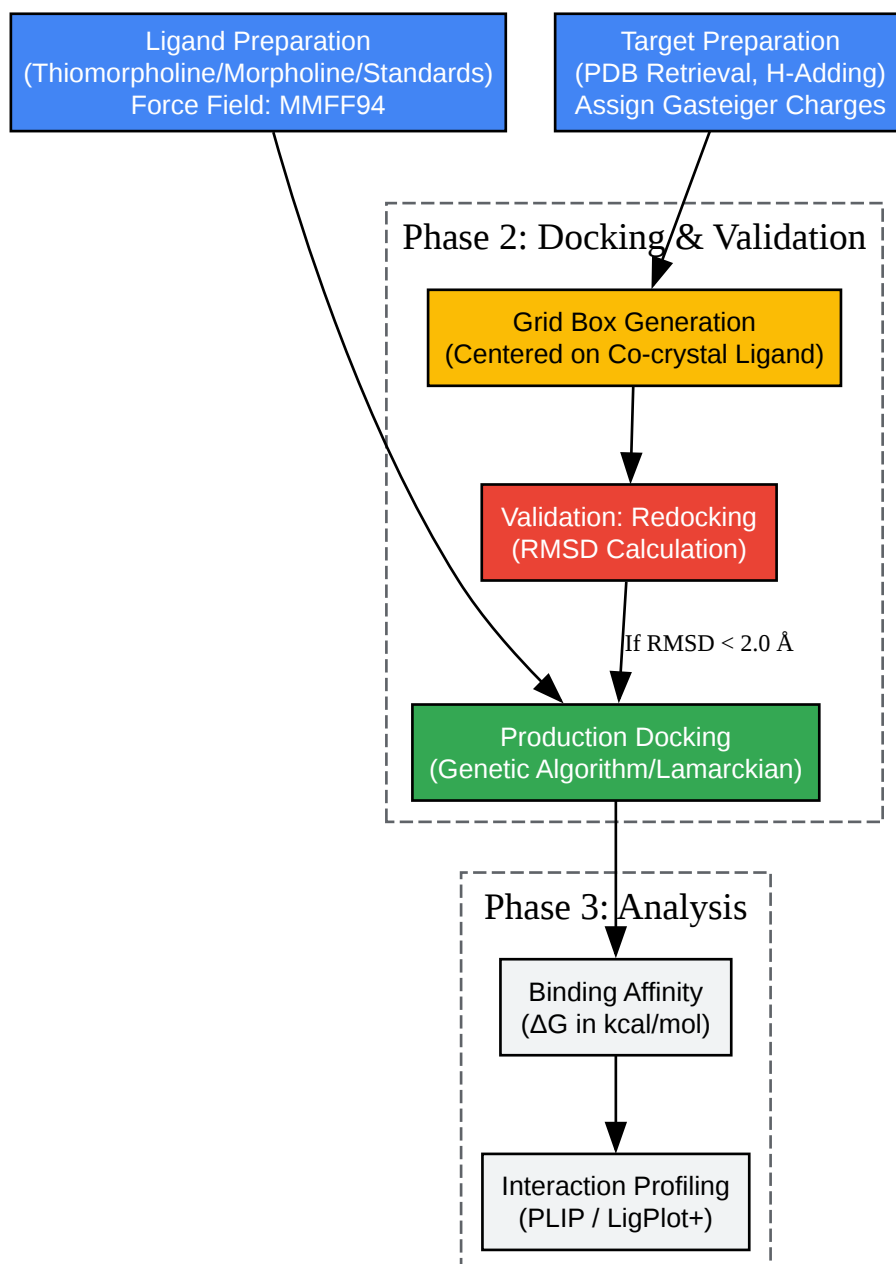 Ligand Preparation
(Thiomorpholine/Morpholine/Standards)
Force Field: MMFF94
Target Preparation
(PDB Retrieval, H-Adding)
Assign Gasteiger Charges
Phase 2: Docking & Validation
Grid Box Generation
(Centered on Co-crystal Ligand)
Validation: Redocking
(RMSD Calculation)
If RMSD < 2.0 Å
Production Docking
(Genetic Algorithm/Lamarckian)
Phase 3: Analysis
Binding Affinity
(ΔG in kcal/mol)
Interaction Profiling
(PLIP / LigPlot+)